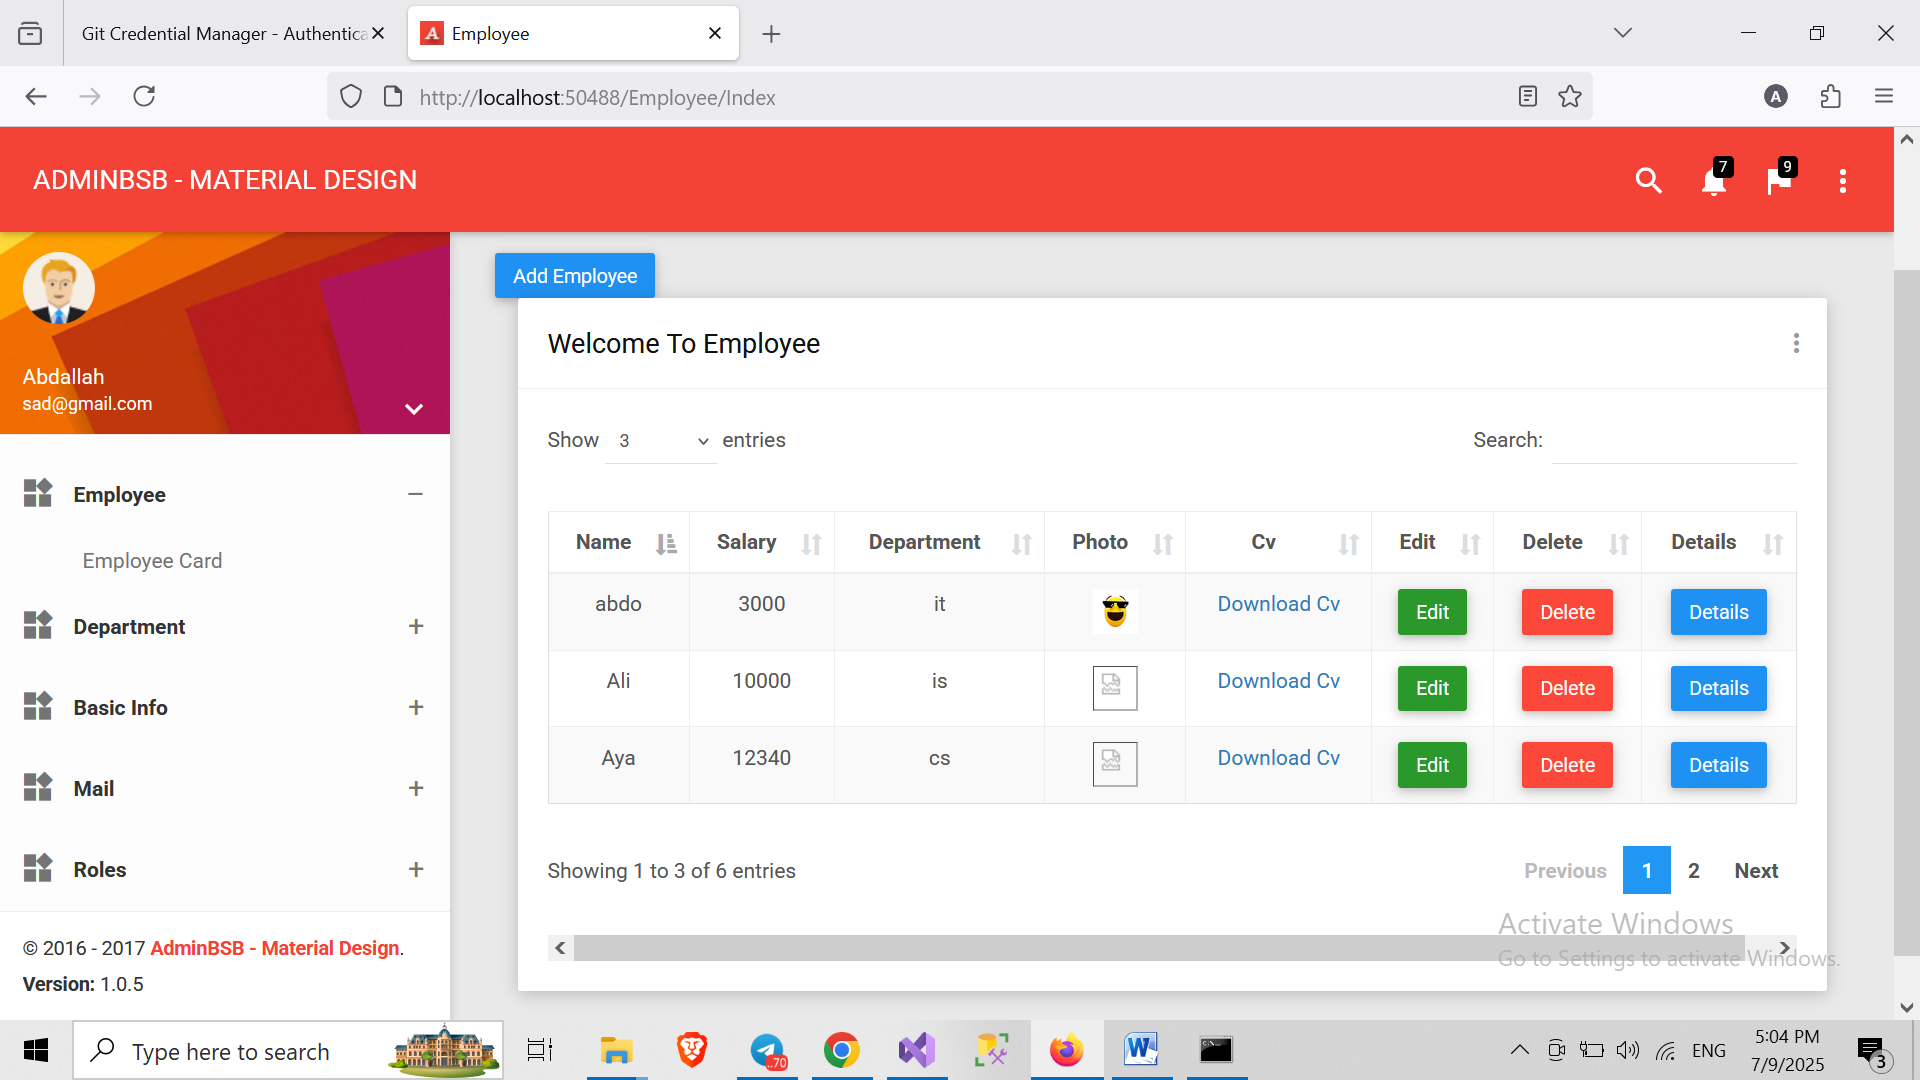 Git Credential Manager - Authentica
Employee
http://localhost:50488/Employee/Index
A
ADMINBSB - MATERIAL DESIGN
7
9
Abdallah
sad@gmail.com
Employee
Employee Card
Department
Basic Info
Mail
Roles
© 2016 - 2017 AdminBSB - Material Design.
Version: 1.0.5
Add Employee
Welcome To Employee
Show 3 entries
Search:
Name Salary Department Photo Cv Edit Delete Details
abdo 3000 it Download Cv Edit Delete Details
Ali 10000 is Download Cv Edit Delete Details
Aya 12340 cs Download Cv Edit Delete Details
Showing 1 to 3 of 6 entries
Previous 1 2 Next
Activate Windows
Go to Settings to activate Windows.
Type here to search
..70
ENG
5:04 PM
7/9/2025
3